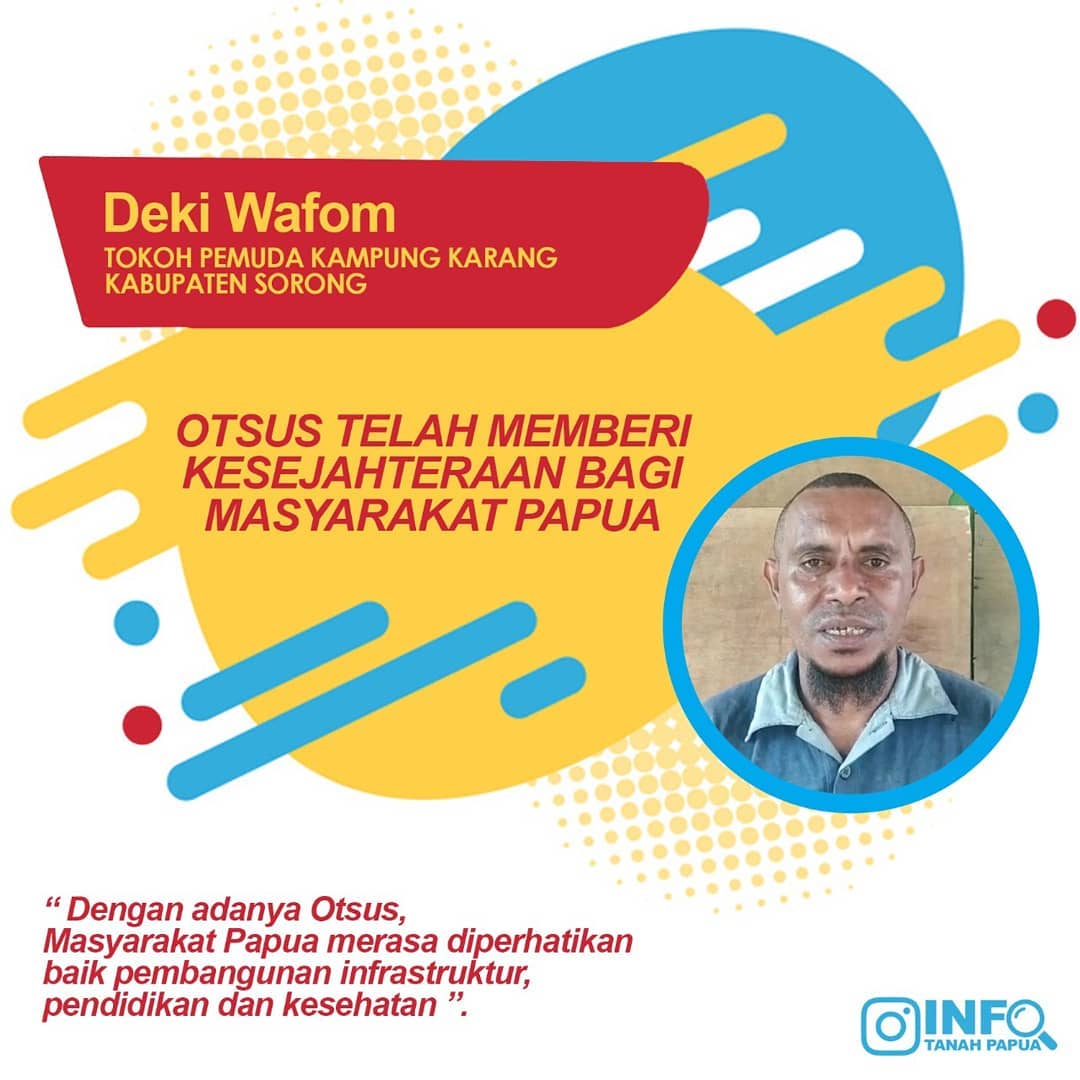 Deki Wafom
TOKOH PEMUDA KAMPUNG KARANG
KABUPATEN SORONG
OTSUS TELAH MEMBERI
KESEJAHTERAAN BAGI
MASYARAKAT PAPUA
“ Dengan adanya Otsus,
Masyarakat Papua merasa diperhatikan
baik pembangunan infrastruktur,
pendidikan dan kesehatan ”.
INFO
TANAH PAPUA